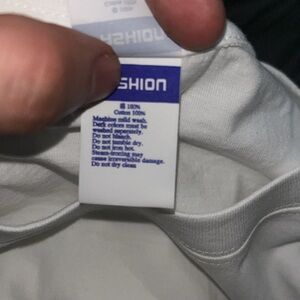 SHION
棉 100%
Cotton 100%
Machine mild wash.
Dark colors must be
washed separately.
Do not bleach.
Do not tumble dry.
Do not iron hot.
Steam-ironing may
cause irreversible damage.
Do not dry clean